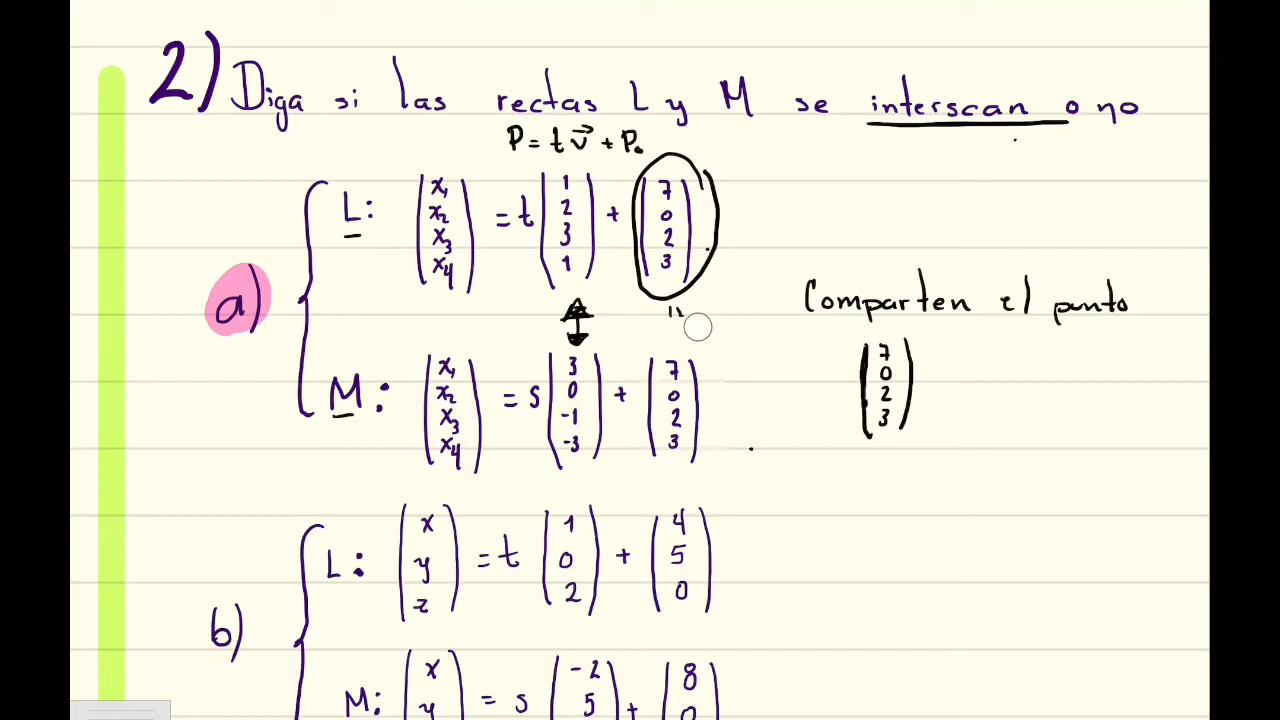 2) Diga si las rectas L y M se interscan o no
P = t v⃗ + P₀
a)
L: (x₁ x₂ x₃ x₄) = t (1 2 3 1) + (7 0 2 3)
Comparten el punto
(7 0 2 3)
M: (x₁ x₂ x₃ x₄) = s (3 0 -1 -3) + (7 0 2 3)
b)
L: (x y z) = t (1 0 2) + (4 5 0)
M: (x y = s (-2 5 + (8 0